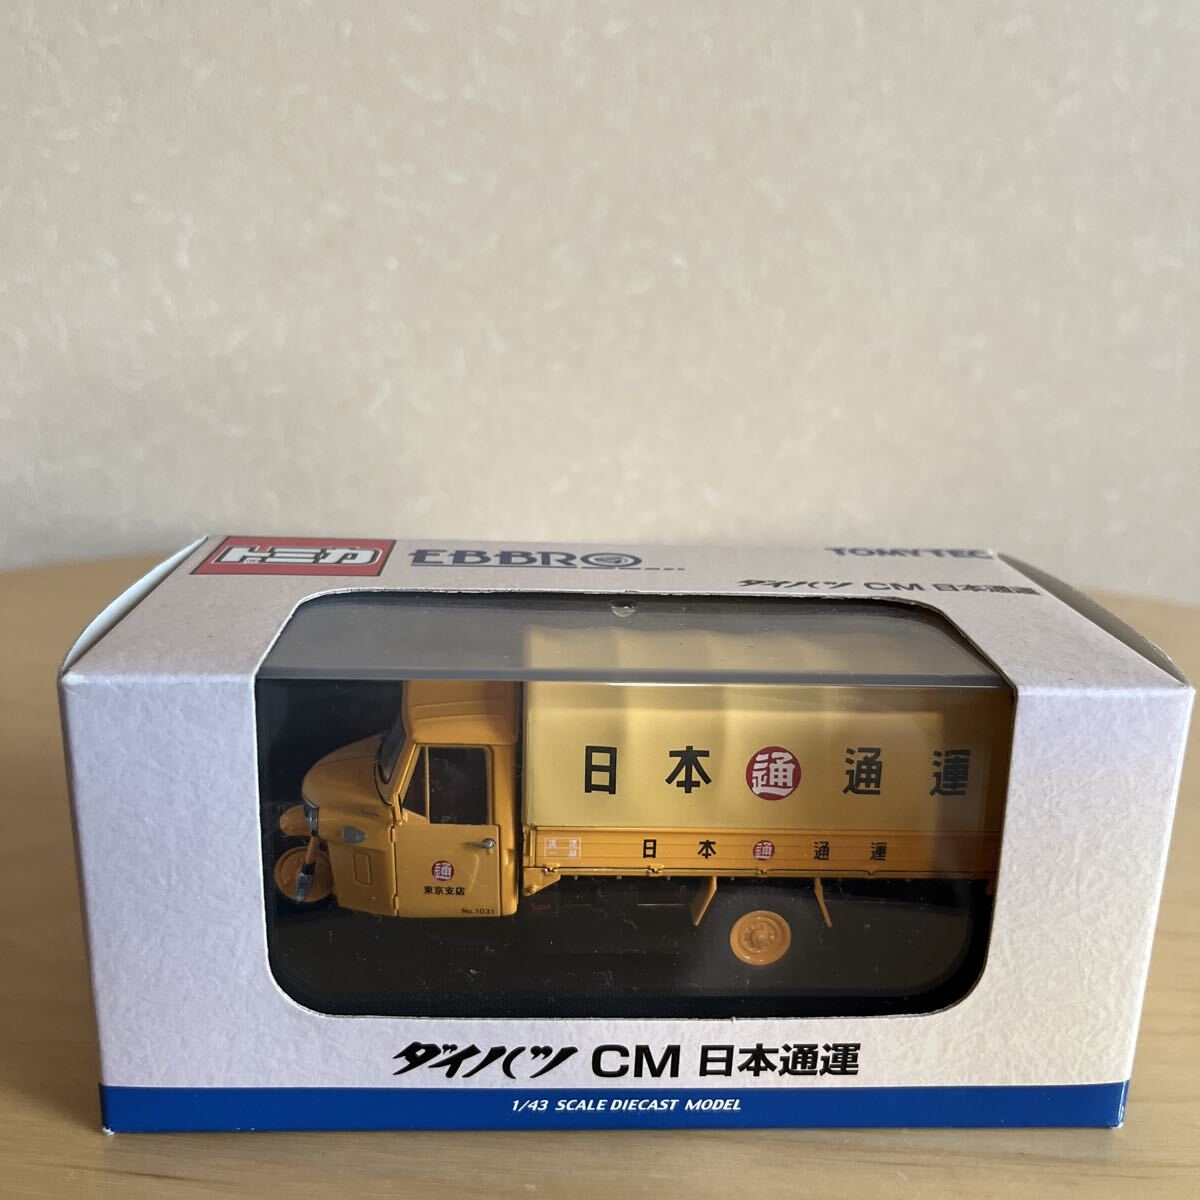 トミカ EBBRO TOMYTEC
ダイハツ CM 日本通運
日本通通運
日本通通運
通
東京支店
No.1031
ダイハツ CM 日本通運
1/43 SCALE DIECAST MODEL